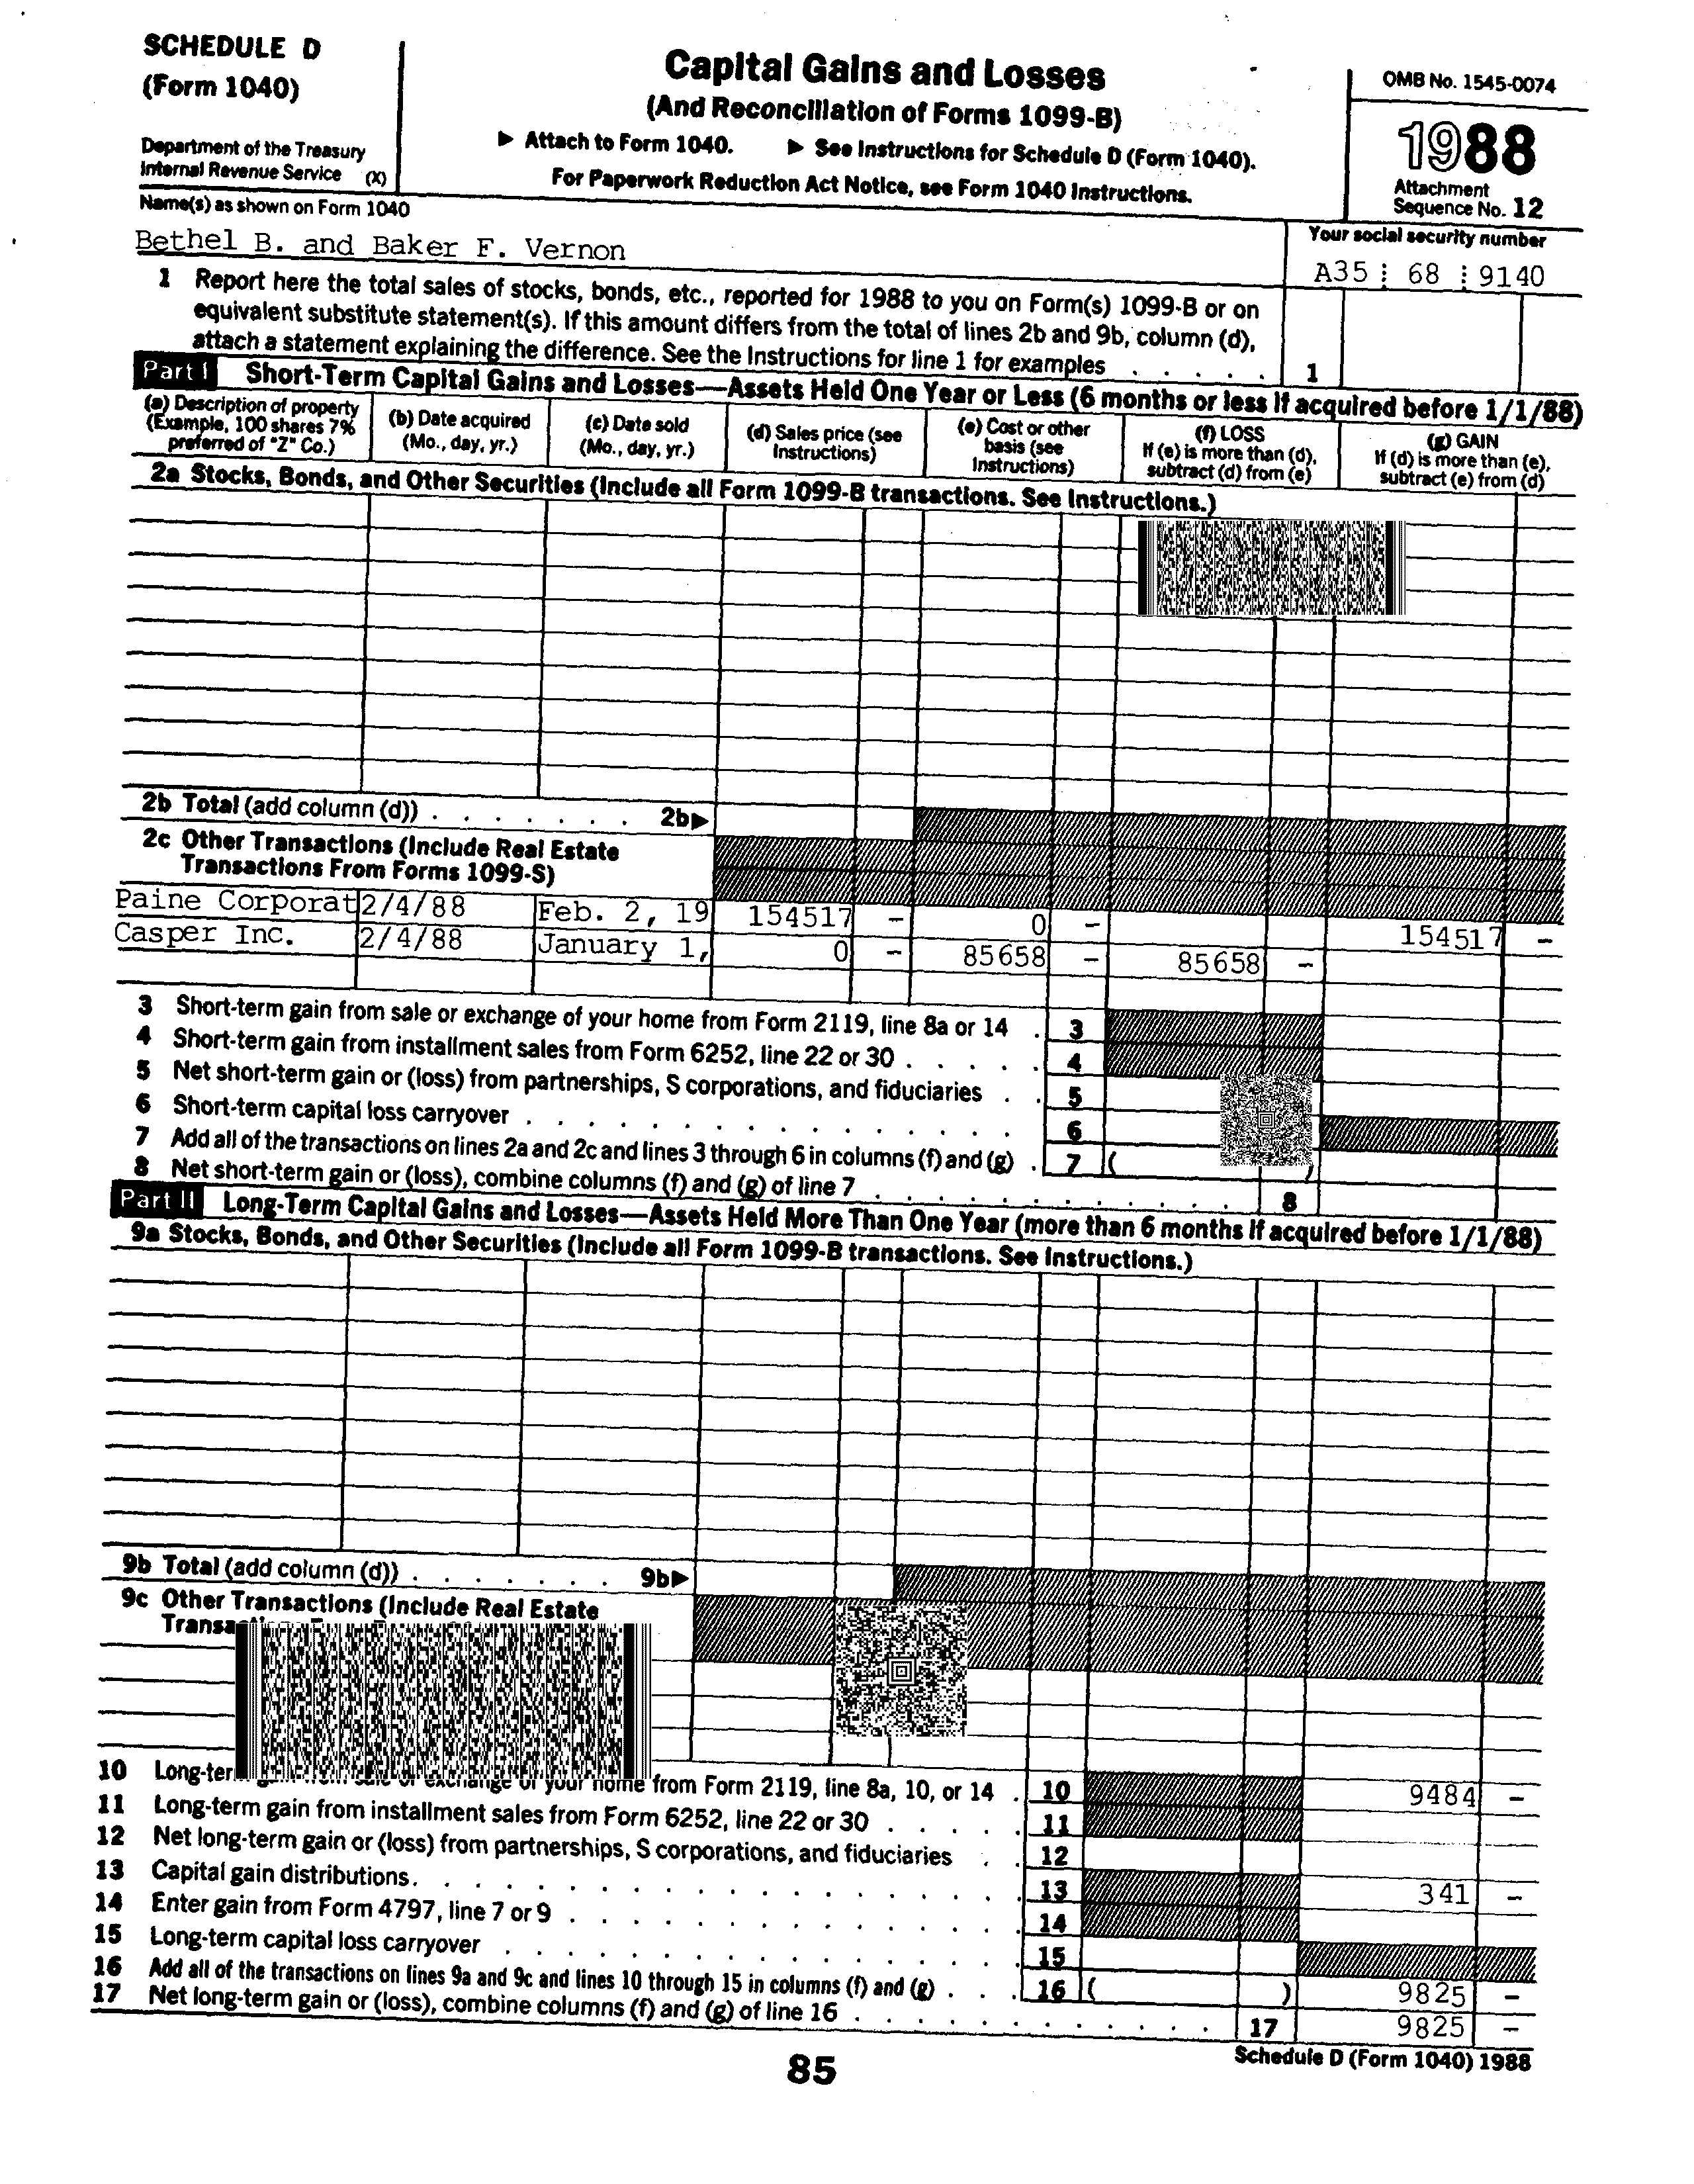 SCHEDULE D
(Form 1040)
Department of the Treasury
Internal Revenue Service (X)
Capital Gains and Losses
(And Reconciliation of Forms 1099-B)
▶ Attach to Form 1040. ▶ See Instructions for Schedule D (Form 1040).
For Paperwork Reduction Act Notice, see Form 1040 Instructions.
OMB No. 1545-0074
1988
Attachment
Sequence No. 12
Name(s) as shown on Form 1040
Bethel B. and Baker F. Vernon
Your social security number
A35 68 9140
1 Report here the total sales of stocks, bonds, etc., reported for 1988 to you on Form(s) 1099-B or on
equivalent substitute statement(s). If this amount differs from the total of lines 2b and 9b, column (d),
attach a statement explaining the difference. See the Instructions for line 1 for examples . . . . . 1
Part I Short-Term Capital Gains and Losses—Assets Held One Year or Less (6 months or less if acquired before 1/1/88)
(a) Description of property
(Example, 100 shares 7%
preferred of "Z" Co.)
(b) Date acquired
(Mo., day, yr.)
(c) Date sold
(Mo., day, yr.)
(d) Sales price (see
Instructions)
(e) Cost or other
basis (see
Instructions)
(f) LOSS
If (e) is more than (d),
subtract (d) from (e)
(g) GAIN
If (d) is more than (e),
subtract (e) from (d)
2a Stocks, Bonds, and Other Securities (Include all Form 1099-B transactions. See Instructions.)
2b Total (add column (d)) . . . . . . . 2b▶
2c Other Transactions (Include Real Estate
Transactions From Forms 1099-S)
Paine Corporat 2/4/88 Feb. 2, 19 154517 - 0 - 154517 -
Casper Inc. 2/4/88 January 1, 0 - 85658 - 85658 -
3 Short-term gain from sale or exchange of your home from Form 2119, line 8a or 14 . 3
4 Short-term gain from installment sales from Form 6252, line 22 or 30 . . . . . 4
5 Net short-term gain or (loss) from partnerships, S corporations, and fiduciaries . . 5
6 Short-term capital loss carryover . . . . . . . . . . . . . . . . 6
7 Add all of the transactions on lines 2a and 2c and lines 3 through 6 in columns (f) and (g) . 7 ( )
8 Net short-term gain or (loss), combine columns (f) and (g) of line 7 . . . . . . . . . . . . 8
Part II Long-Term Capital Gains and Losses—Assets Held More Than One Year (more than 6 months if acquired before 1/1/88)
9a Stocks, Bonds, and Other Securities (Include all Form 1099-B transactions. See Instructions.)
9b Total (add column (d)) . . . . . . . 9b▶
9c Other Transactions (Include Real Estate
10 exchange of your home from Form 2119, line 8a, 10, or 14 . 10 9484 -
11 Long-term gain from installment sales from Form 6252, line 22 or 30 . . . . . 11
12 Net long-term gain or (loss) from partnerships, S corporations, and fiduciaries . . 12
13 Capital gain distributions. . . . . . . . . . . . . . . . . . . 13 341 -
14 Enter gain from Form 4797, line 7 or 9 . . . . . . . . . . . . . . 14
15 Long-term capital loss carryover . . . . . . . . . . . . . . . . 15
16 Add all of the transactions on lines 9a and 9c and lines 10 through 15 in columns (f) and (g) . . . 16 ( ) 9825 -
17 Net long-term gain or (loss), combine columns (f) and (g) of line 16 . . . . . . . . . . . . 17 9825 -
Schedule D (Form 1040) 1988
85